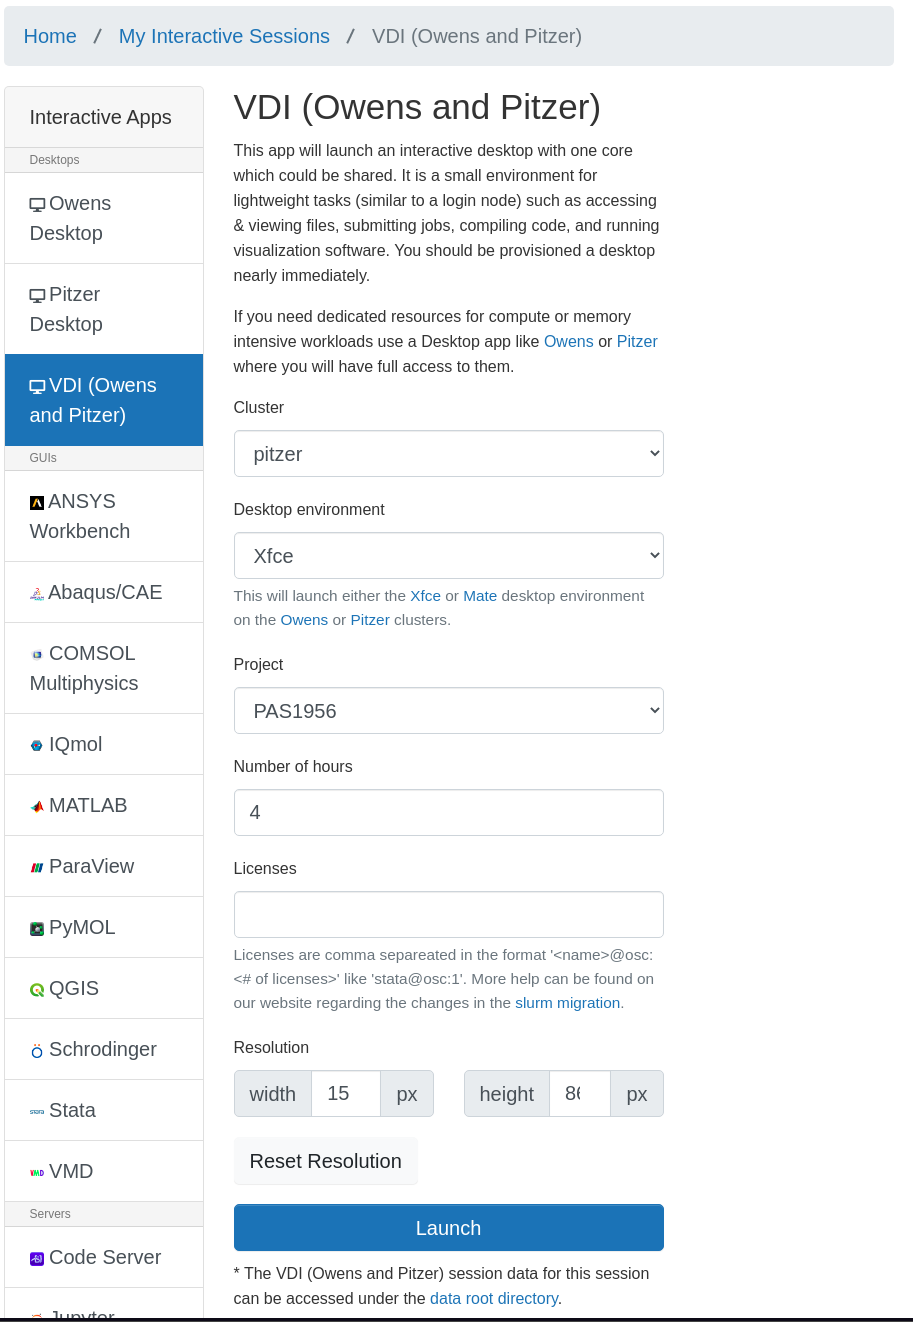 Home / My Interactive Sessions / VDI (Owens and Pitzer)
Interactive Apps
Desktops
Owens
Desktop
Pitzer
Desktop
VDI (Owens
and Pitzer)
GUIs
ANSYS
Workbench
Abaqus/CAE
COMSOL
Multiphysics
IQmol
MATLAB
ParaView
PyMOL
QGIS
Schrodinger
Stata
VMD
Servers
Code Server
Jupyter
VDI (Owens and Pitzer)
This app will launch an interactive desktop with one core
which could be shared. It is a small environment for
lightweight tasks (similar to a login node) such as accessing
& viewing files, submitting jobs, compiling code, and running
visualization software. You should be provisioned a desktop
nearly immediately.
If you need dedicated resources for compute or memory
intensive workloads use a Desktop app like Owens or Pitzer
where you will have full access to them.
Cluster
pitzer
Desktop environment
Xfce
This will launch either the Xfce or Mate desktop environment
on the Owens or Pitzer clusters.
Project
PAS1956
Number of hours
4
Licenses
Licenses are comma separeated in the format '<name>@osc:
<# of licenses>' like 'stata@osc:1'. More help can be found on
our website regarding the changes in the slurm migration.
Resolution
width 15 px height 86 px
Reset Resolution
Launch
* The VDI (Owens and Pitzer) session data for this session
can be accessed under the data root directory.